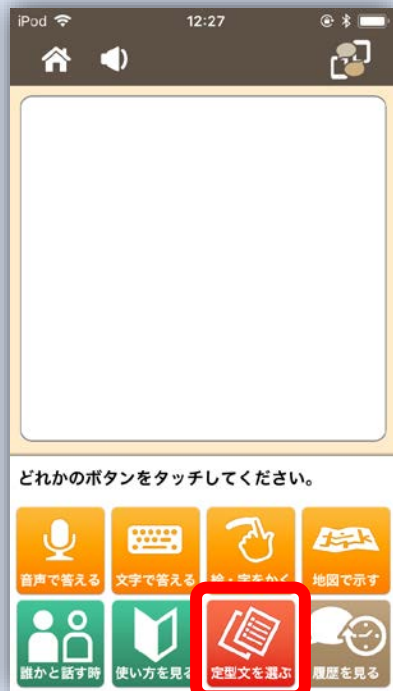 iPod 12:27
どれかのボタンをタッチしてください。
音声で答える 文字で答える 絵・字をかく 地図で示す
誰かと話す時 使い方を見る 定型文を選ぶ 履歴を見る